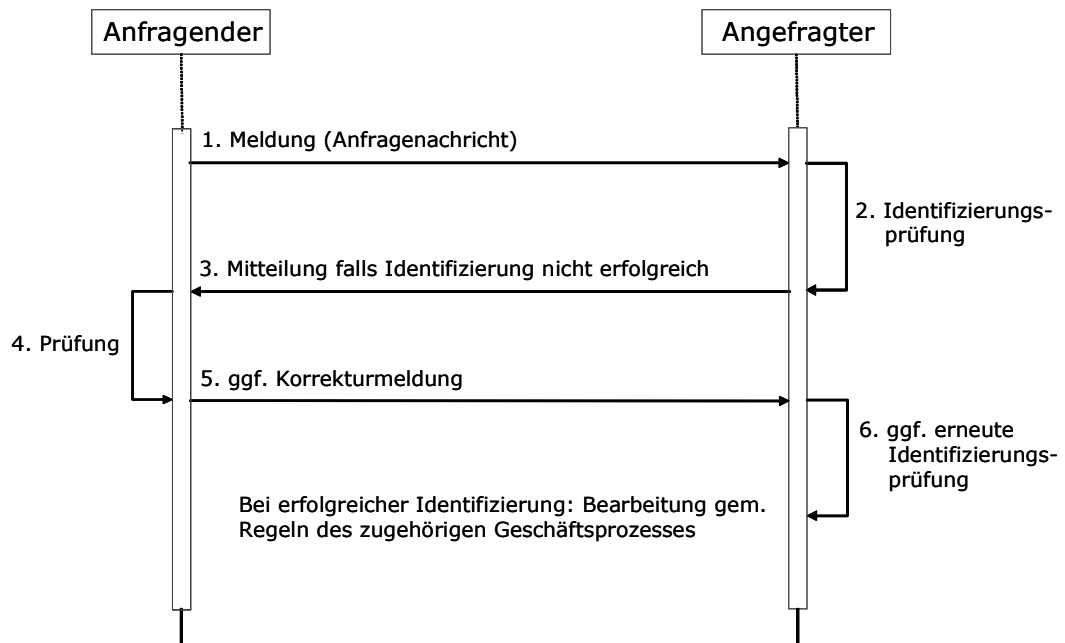 Anfragender
Angefragter
1. Meldung (Anfragenachricht)
2. Identifizierungs-
prüfung
3. Mitteilung falls Identifizierung nicht erfolgreich
4. Prüfung
5. ggf. Korrekturmeldung
6. ggf. erneute
Identifizierungs-
prüfung
Bei erfolgreicher Identifizierung: Bearbeitung gem.
Regeln des zugehörigen Geschäftsprozesses